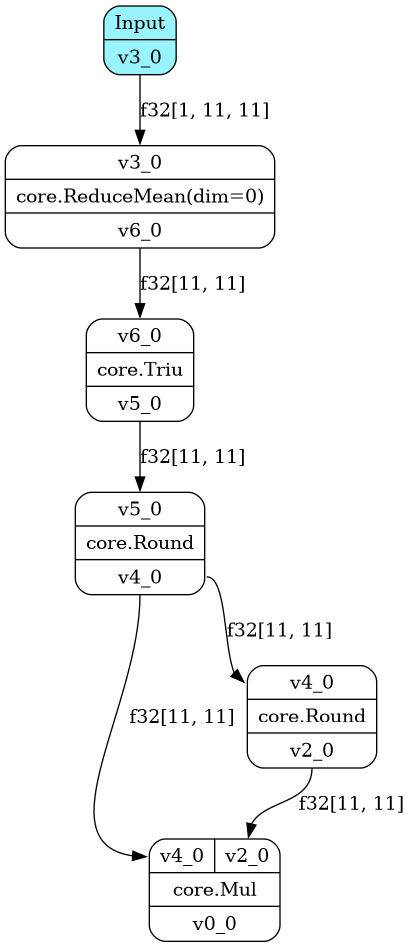 Input
v3_0
f32[1, 11, 11]
v3_0
core.ReduceMean(dim=0)
v6_0
f32[11, 11]
v6_0
core.Triu
v5_0
f32[11, 11]
v5_0
core.Round
v4_0
f32[11, 11]
v4_0
core.Round
v2_0
f32[11, 11]
f32[11, 11]
v4_0 v2_0
core.Mul
v0_0